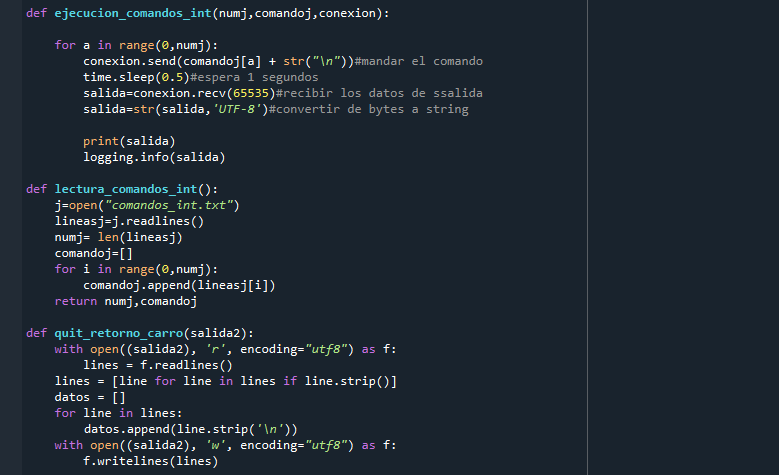 def ejecucion_comandos_int(numj,comandoj,conexion):
    for a in range(0,numj):
        conexion.send(comandoj[a] + str("\n"))#mandar el comando
        time.sleep(0.5)#espera 1 segundos
        salida=conexion.recv(65535)#recibir los datos de ssalida
        salida=str(salida,'UTF-8')#convertir de bytes a string
        print(salida)
        logging.info(salida)
def lectura_comandos_int():
    j=open("comandos_int.txt")
    lineasj=j.readlines()
    numj= len(lineasj)
    comandoj=[]
    for i in range(0,numj):
        comandoj.append(lineasj[i])
    return numj,comandoj
def quit_retorno_carro(salida2):
    with open((salida2), 'r', encoding="utf8") as f:
        lines = f.readlines()
    lines = [line for line in lines if line.strip()]
    datos = []
    for line in lines:
        datos.append(line.strip('\n'))
    with open((salida2), 'w', encoding="utf8") as f:
        f.writelines(lines)